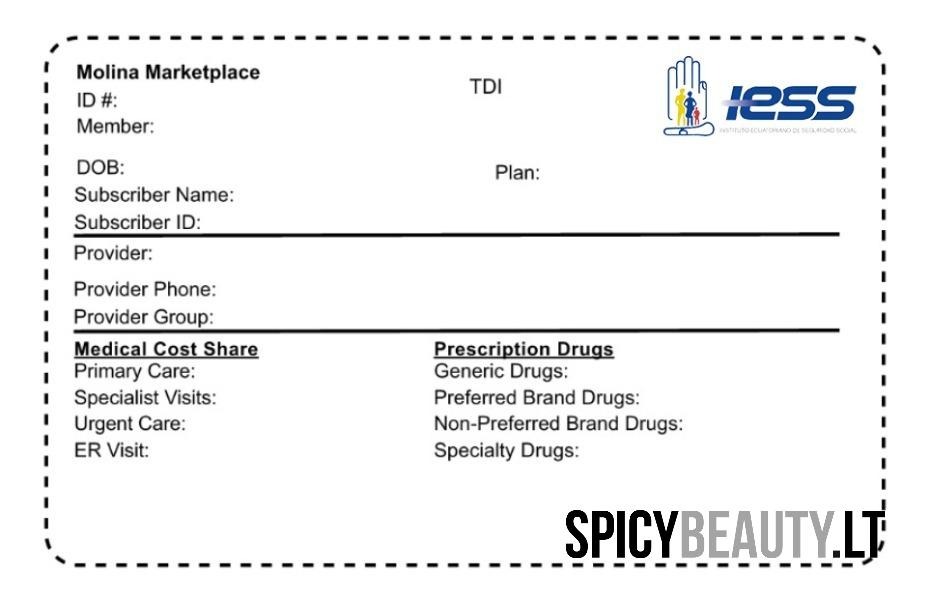 Molina Marketplace
TDI
IESS
INSTITUTO ECUATORIANO DE SEGURIDAD SOCIAL
ID #:
Member:
DOB:
Plan:
Subscriber Name:
Subscriber ID:
Provider:
Provider Phone:
Provider Group:
Medical Cost Share
Primary Care:
Specialist Visits:
Urgent Care:
ER Visit:
Prescription Drugs
Generic Drugs:
Preferred Brand Drugs:
Non-Preferred Brand Drugs:
Specialty Drugs:
SPICYBEAUTY.LT